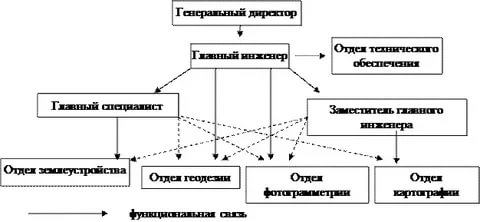 Генеральный директор
Главный инженер
Отдел технического
обеспечения
Главный специалист
Заместитель главного
инженера
Отдел землеустройства
Отдел геодезии
Отдел
фотограмметрии
Отдел
картографии
функциональная связь